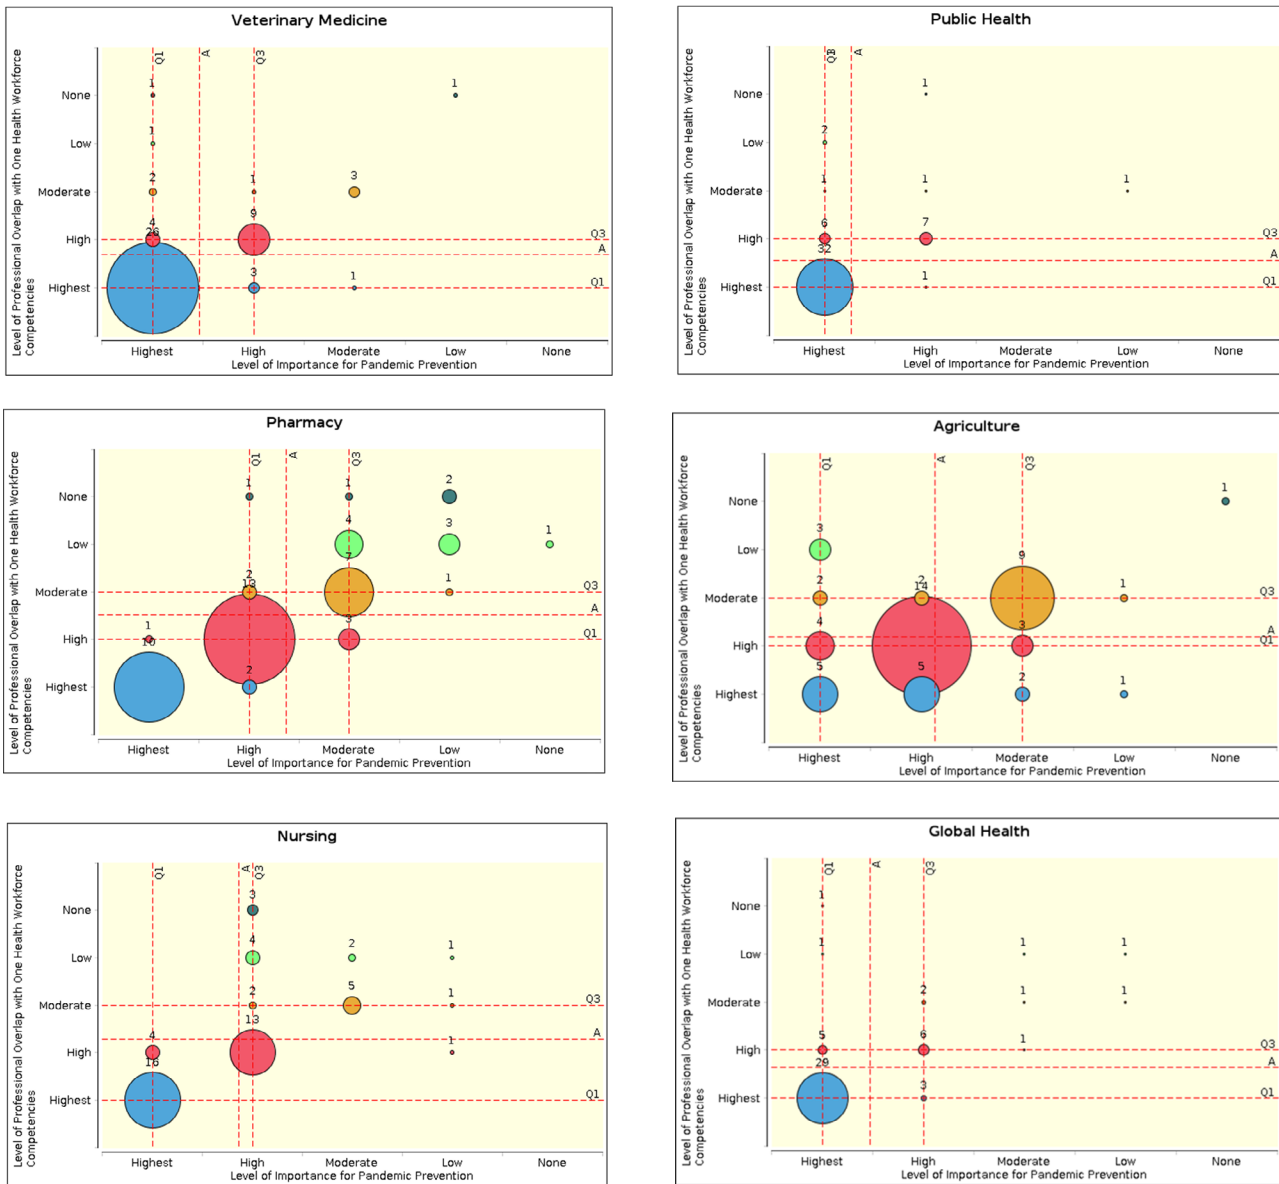 Veterinary Medicine
Level of Professional Overlap with One Health Workforce
Competencies
Q1
A
Q3
None
1
1
Low
1
Moderate
2
1
3
High
4
26
9
Q3
A
Highest
3
1
Q1
Highest
High
Moderate
Low
None
Level of Importance for Pandemic Prevention
Public Health
Level of Professional Overlap with One Health Workforce
Competencies
A
None
1
Low
2
Moderate
1
1
1
High
6
32
7
Q3
A
Highest
1
Q1
Highest
High
Moderate
Low
None
Level of Importance for Pandemic Prevention
Pharmacy
Level of Professional Overlap with One Health Workforce
Competencies
Q1
A
Q3
None
1
1
2
Low
4
3
1
Moderate
2
13
7
1
Q3
A
High
1
10
3
Q1
Highest
2
Highest
High
Moderate
Low
None
Level of Importance for Pandemic Prevention
Agriculture
Level of Professional Overlap with One Health Workforce
Competencies
Q1
A
Q3
None
1
Low
3
Moderate
2
2
14
9
1
Q3
A
High
4
3
Q1
Highest
5
5
2
1
Highest
High
Moderate
Low
None
Level of Importance for Pandemic Prevention
Nursing
Level of Professional Overlap with One Health Workforce
Competencies
Q1
A
Q3
None
3
Low
4
2
1
Moderate
2
5
1
Q3
A
High
4
16
13
1
Highest
Q1
Highest
High
Moderate
Low
None
Level of Importance for Pandemic Prevention
Global Health
Level of Professional Overlap with One Health Workforce
Competencies
Q1
A
Q3
None
1
Low
1
1
1
Moderate
2
1
1
High
5
29
6
1
Q3
A
Highest
3
Q1
Highest
High
Moderate
Low
None
Level of Importance for Pandemic Prevention